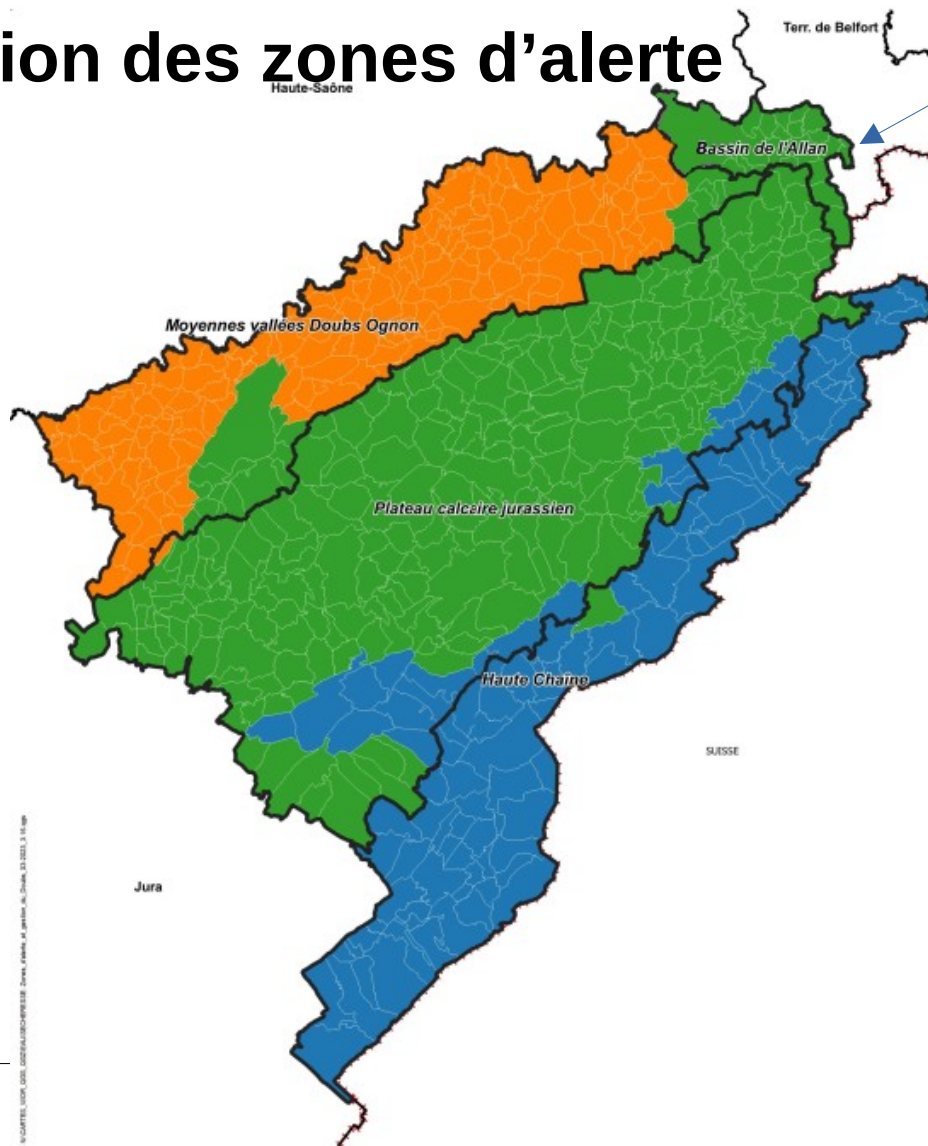 ion des zones d’alerte
Terr. de Belfort
Haute-Saône
Bassin de l'Allan
Moyennes vallées Doubs Ognon
Plateau calcaire jurassien
Haute Chaîne
SUISSE
Jura